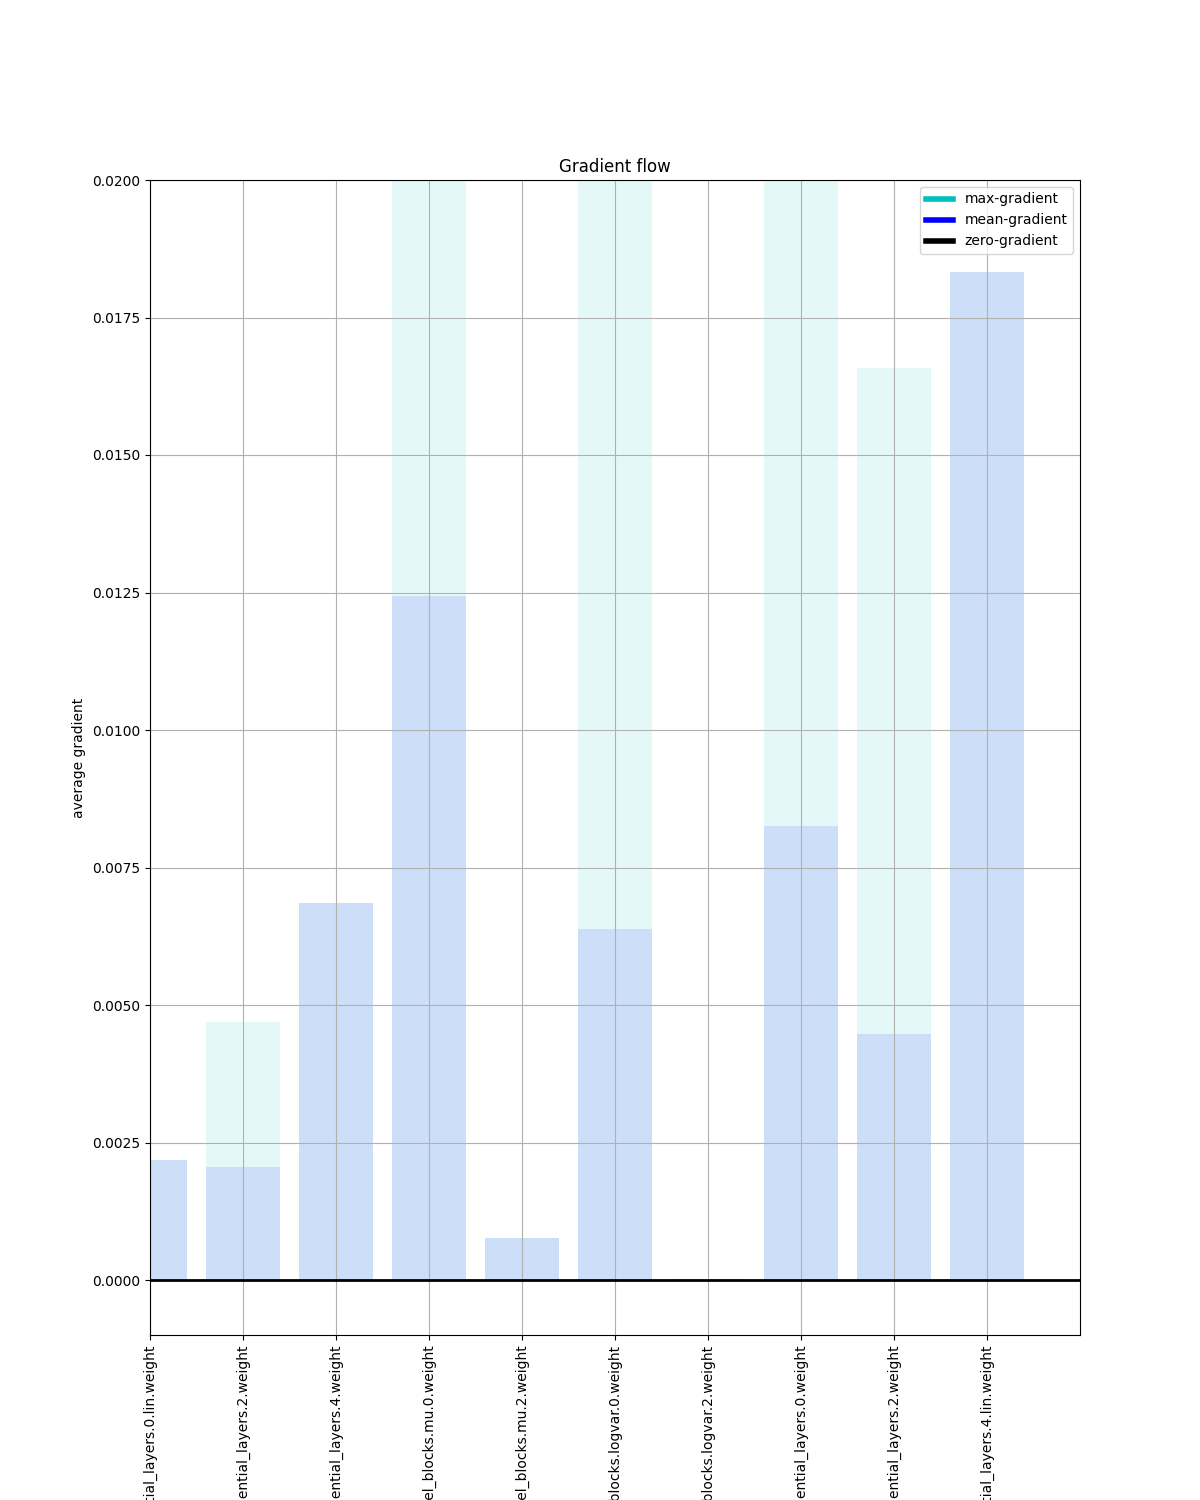 Gradient flow
max-gradient
mean-gradient
zero-gradient
0.0200
0.0175
0.0150
0.0125
0.0100
0.0075
0.0050
0.0025
0.0000
average gradient
tial_layers.0.lin.weight
ential_layers.2.weight
ential_layers.4.weight
el_blocks.mu.0.weight
el_blocks.mu.2.weight
blocks.logvar.0.weight
blocks.logvar.2.weight
ential_layers.0.weight
ential_layers.2.weight
tial_layers.4.lin.weight